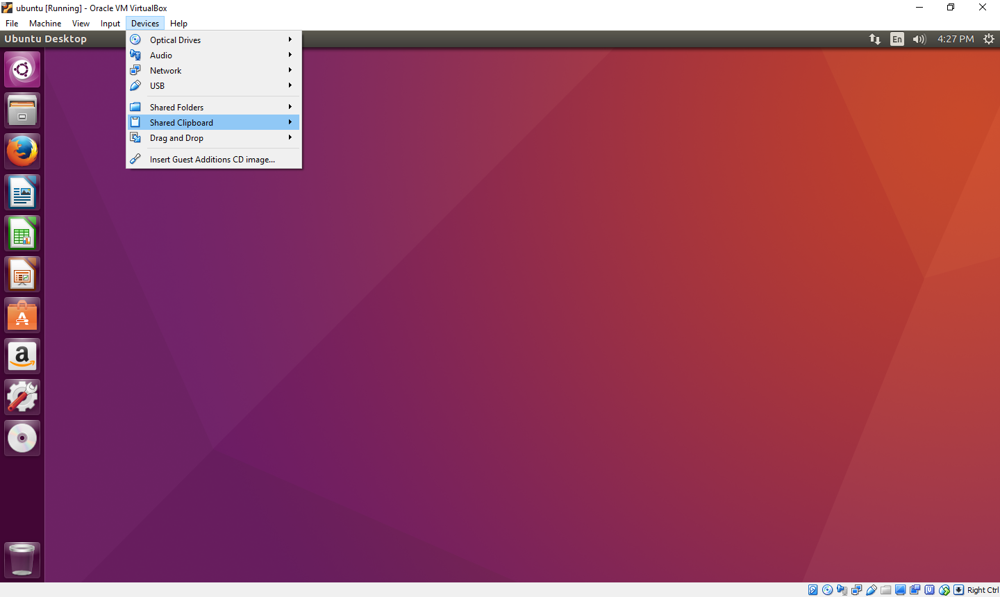 ubuntu [Running] - Oracle VM VirtualBox
File Machine View Input Devices Help
Ubuntu Desktop
En
4:27 PM
Optical Drives
Audio
Network
USB
Shared Folders
Shared Clipboard
Drag and Drop
Insert Guest Additions CD image...
Right Ctrl